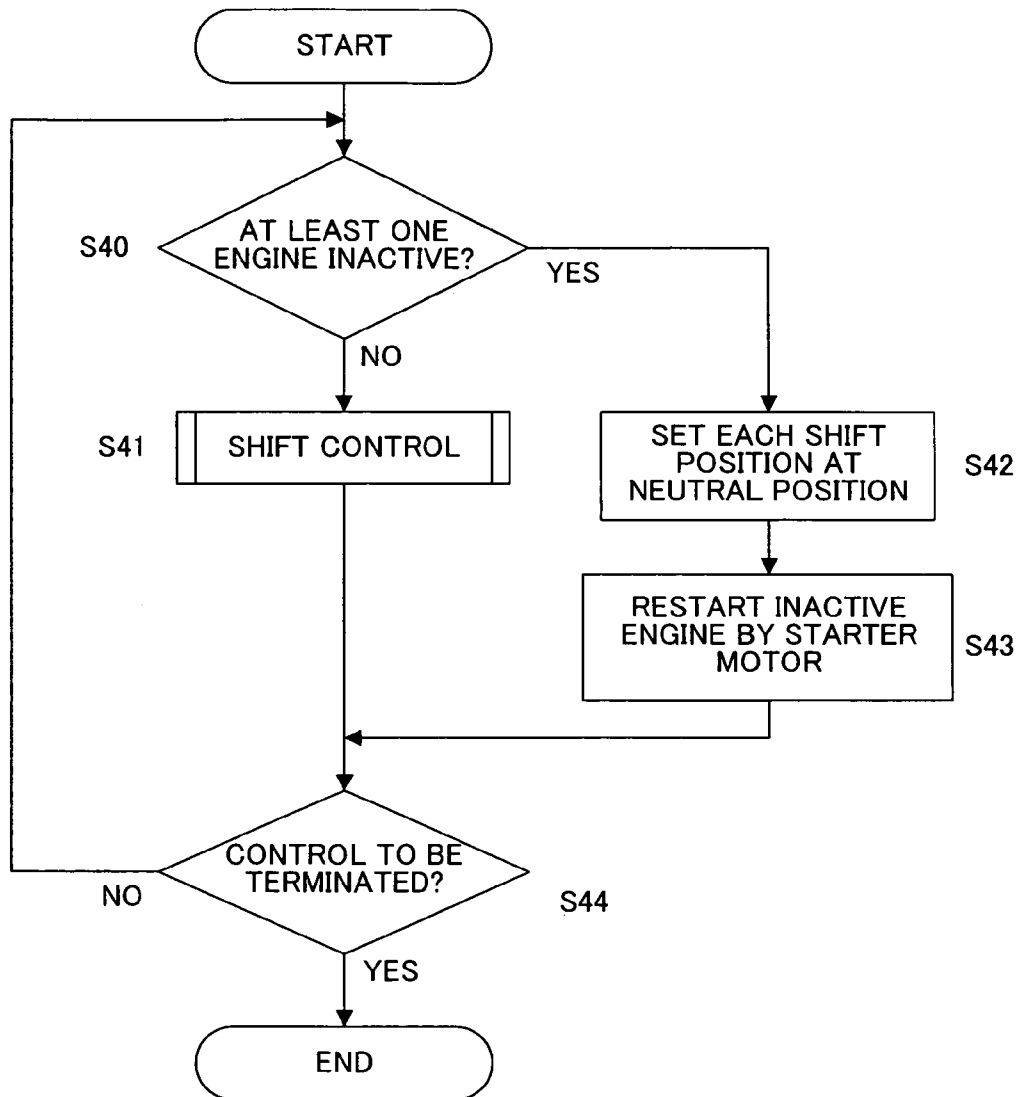 START
S40
AT LEAST ONE
ENGINE INACTIVE?
YES
NO
S41
SHIFT CONTROL
SET EACH SHIFT
POSITION AT
NEUTRAL POSITION
S42
RESTART INACTIVE
ENGINE BY STARTER
MOTOR
S43
CONTROL TO BE
TERMINATED?
NO
S44
YES
END